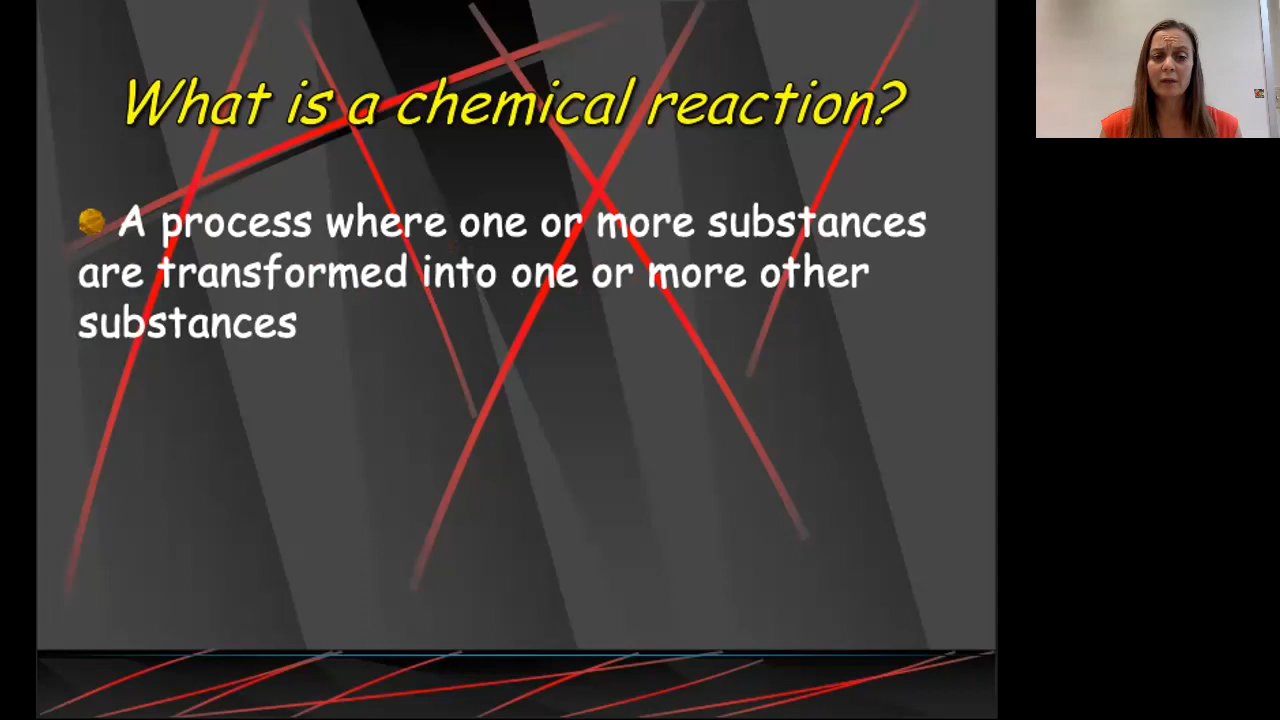 What is a chemical reaction?
A process where one or more substances
are transformed into one or more other
substances